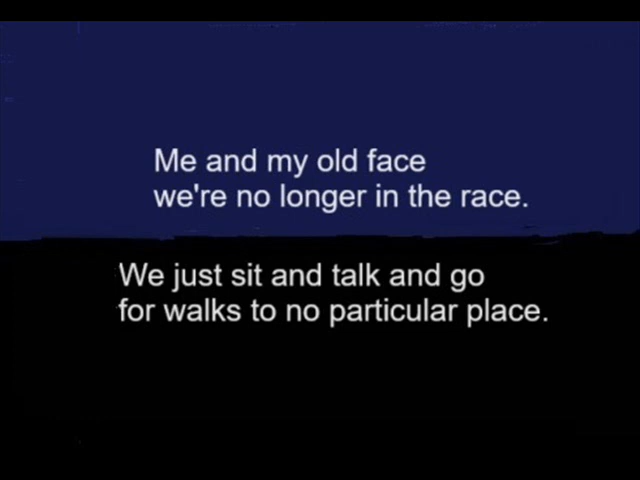 Me and my old face
we're no longer in the race.
We just sit and talk and go
for walks to no particular place.